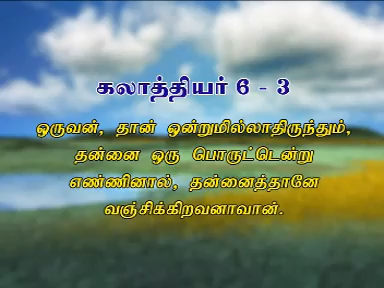 கலாத்தியர் 6 - 3
ஒருவன், தான் ஒன்றுமில்லாதிருந்தும்,
தன்னை ஒரு பொருட்டென்று
எண்ணினால், தன்னைத்தானே
வஞ்சிக்கிறவனாவான்.